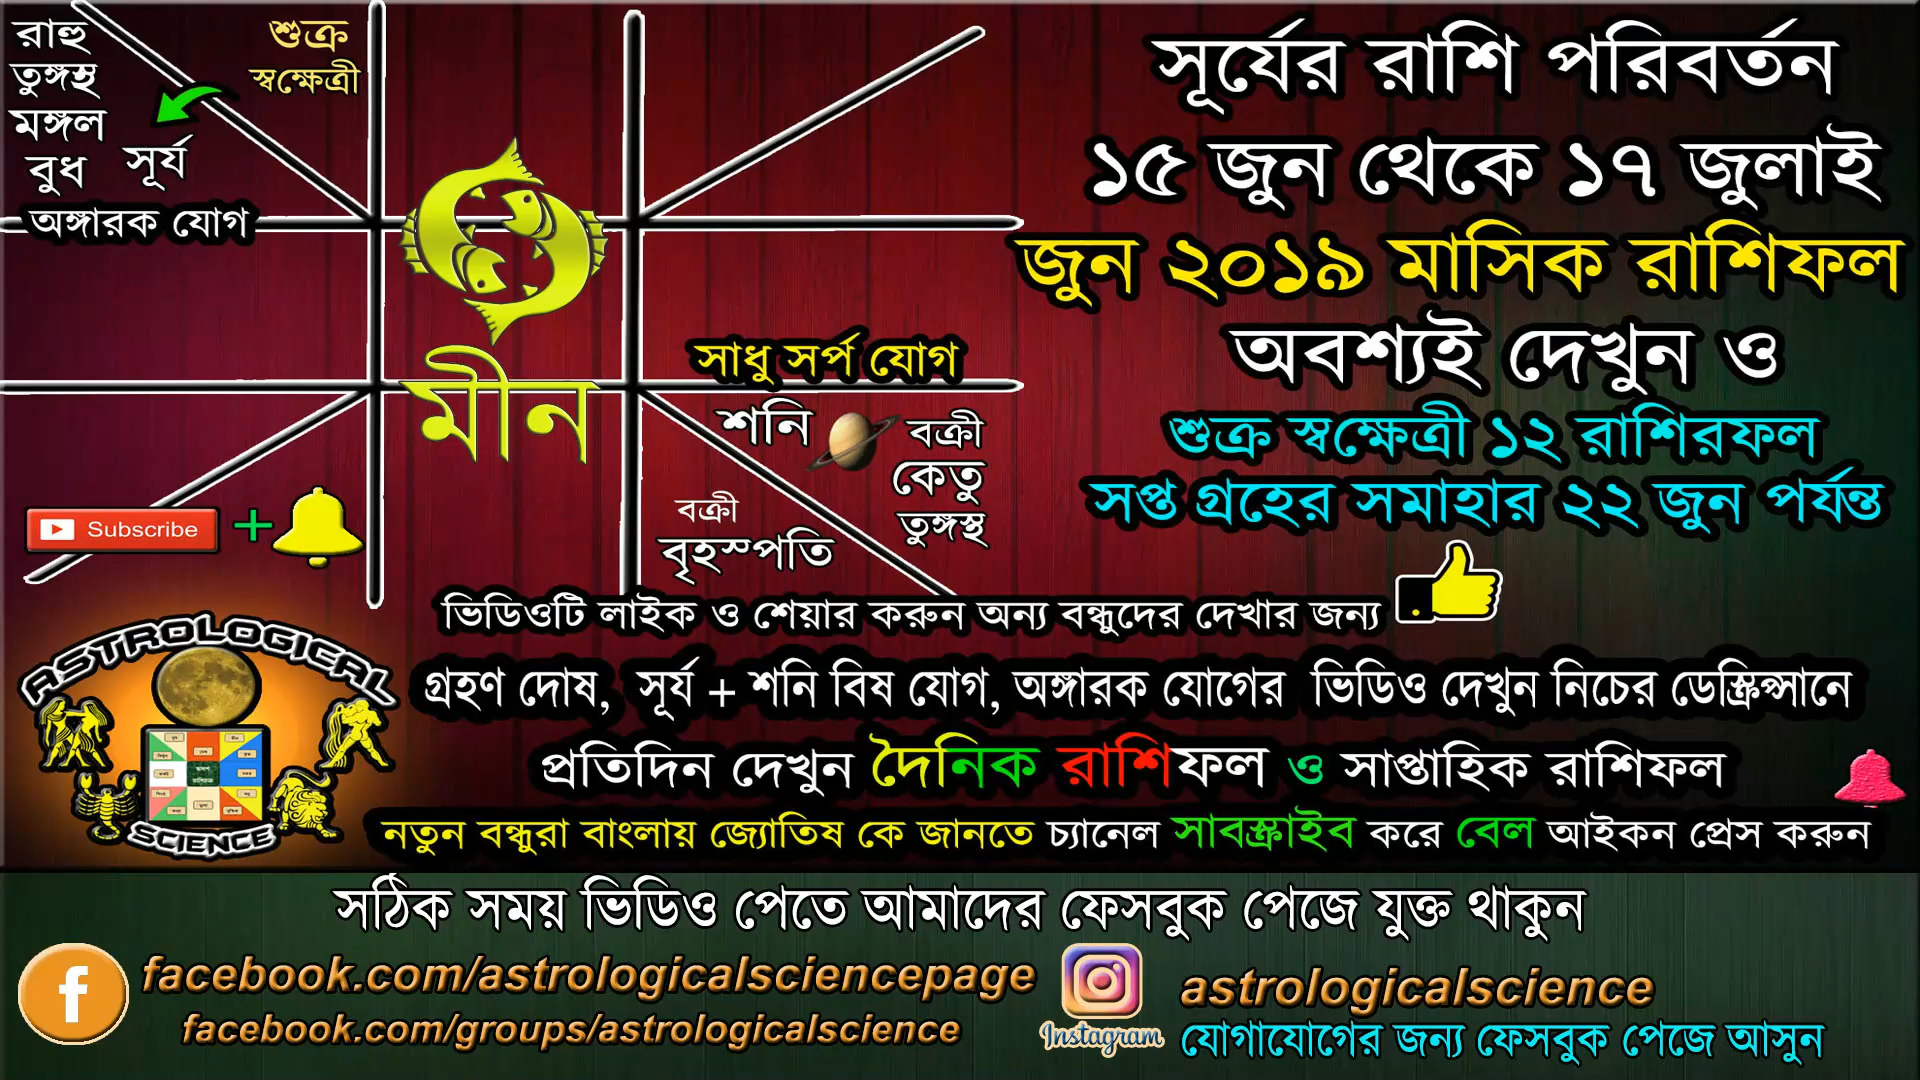 রাহু
তুঙ্গস্থ
মঙ্গল
বুধ
সূর্য
অঙ্গারক যোগ
শুক্র
স্বক্ষেত্রী
মীন
সাধু সর্প যোগ
শনি
বক্রী
কেতু
তুঙ্গস্থ
বক্রী
বৃহস্পতি
সূর্যের রাশি পরিবর্তন
১৫ জুন থেকে ১৭ জুলাই
জুন ২০১৯ মাসিক রাশিফল
অবশ্যই দেখুন ও
শুক্র স্বক্ষেত্রী ১২ রাশিরফল
সপ্ত গ্রহের সমাহার ২২ জুন পর্যন্ত
Subscribe +
ভিডিওটি লাইক ও শেয়ার করুন অন্য বন্ধুদের দেখার জন্য
ASTROLOGICAL
SCIENCE
গ্রহণ দোষ, সূর্য + শনি বিষ যোগ, অঙ্গারক যোগের ভিডিও দেখুন নিচের ডেস্ক্রিপ্সানে
প্রতিদিন দেখুন দৈনিক রাশিফল ও সাপ্তাহিক রাশিফল
নতুন বন্ধুরা বাংলায় জ্যোতিষ কে জানতে চ্যানেল সাবস্ক্রাইব করে বেল আইকন প্রেস করুন
সঠিক সময় ভিডিও পেতে আমাদের ফেসবুক পেজে যুক্ত থাকুন
facebook.com/astrologicalsciencepage
facebook.com/groups/astrologicalscience
Instagram
astrologicalscience
যোগাযোগের জন্য ফেসবুক পেজে আসুন